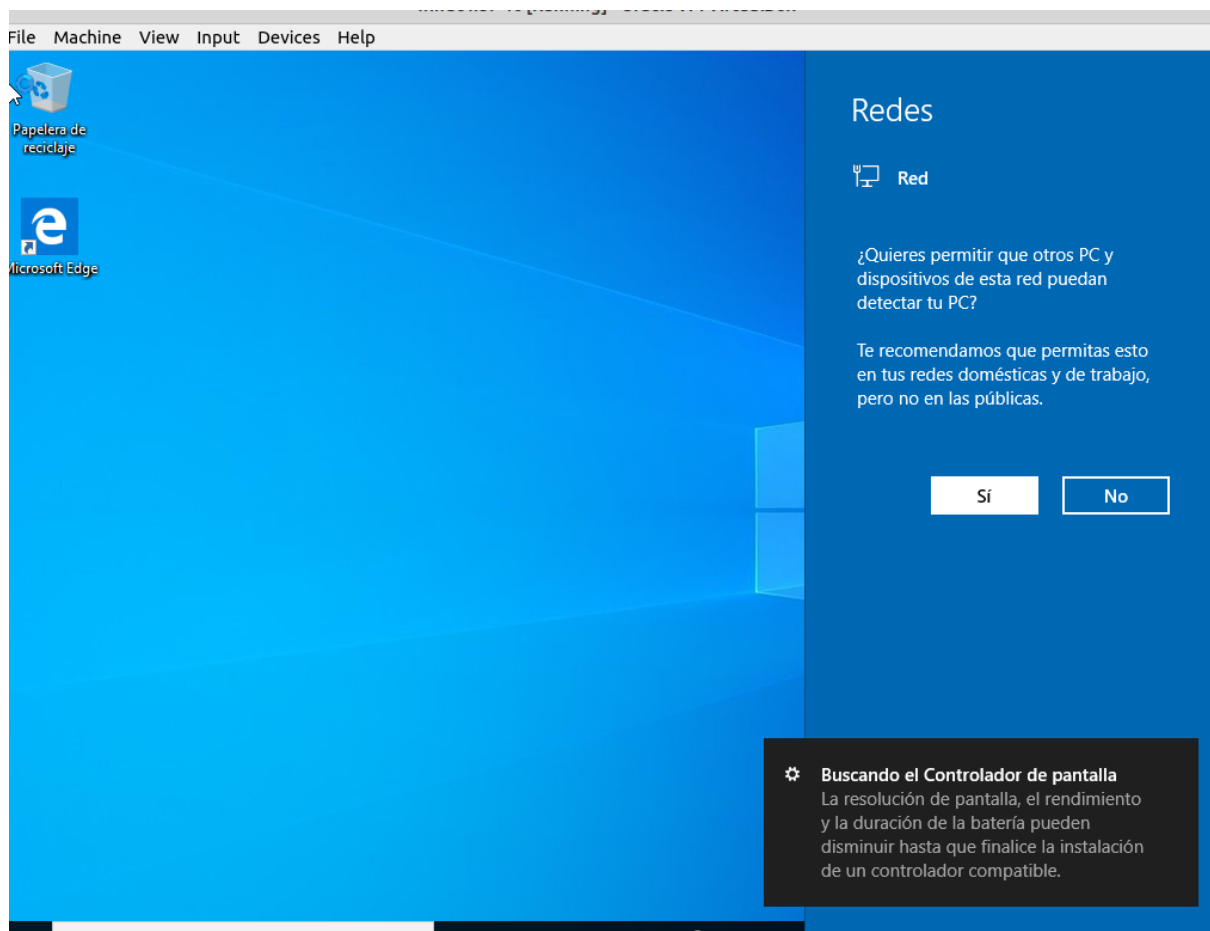 File Machine View Input Devices Help
Papelera de
reciclaje
Microsoft Edge
Redes
Red
¿Quieres permitir que otros PC y
dispositivos de esta red puedan
detectar tu PC?
Te recomendamos que permitas esto
en tus redes domésticas y de trabajo,
pero no en las públicas.
Sí
No
Buscando el Controlador de pantalla
La resolución de pantalla, el rendimiento
y la duración de la batería pueden
disminuir hasta que finalice la instalación
de un controlador compatible.